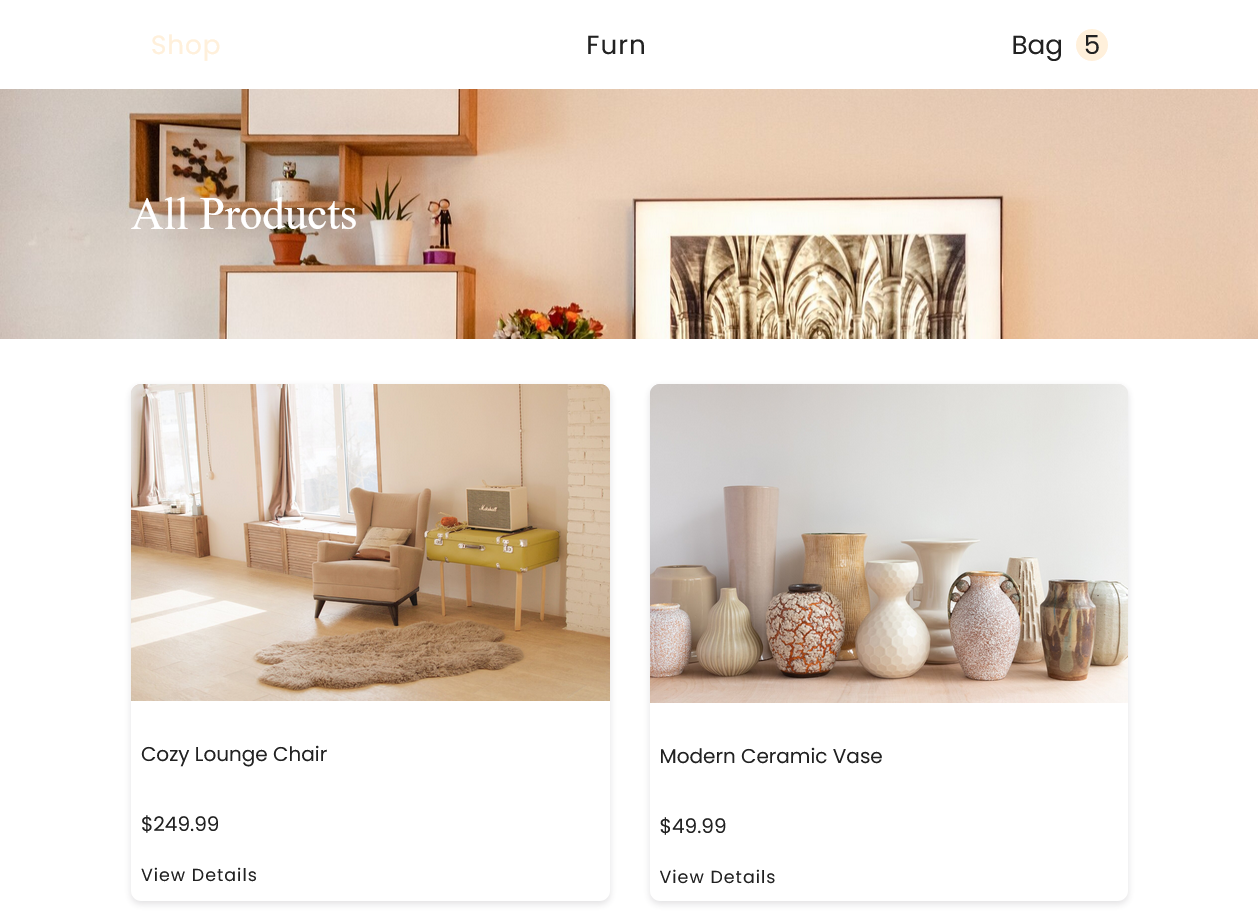 Shop
Furn
Bag 5
All Products
Marshall
Cozy Lounge Chair
$249.99
View Details
Modern Ceramic Vase
$49.99
View Details